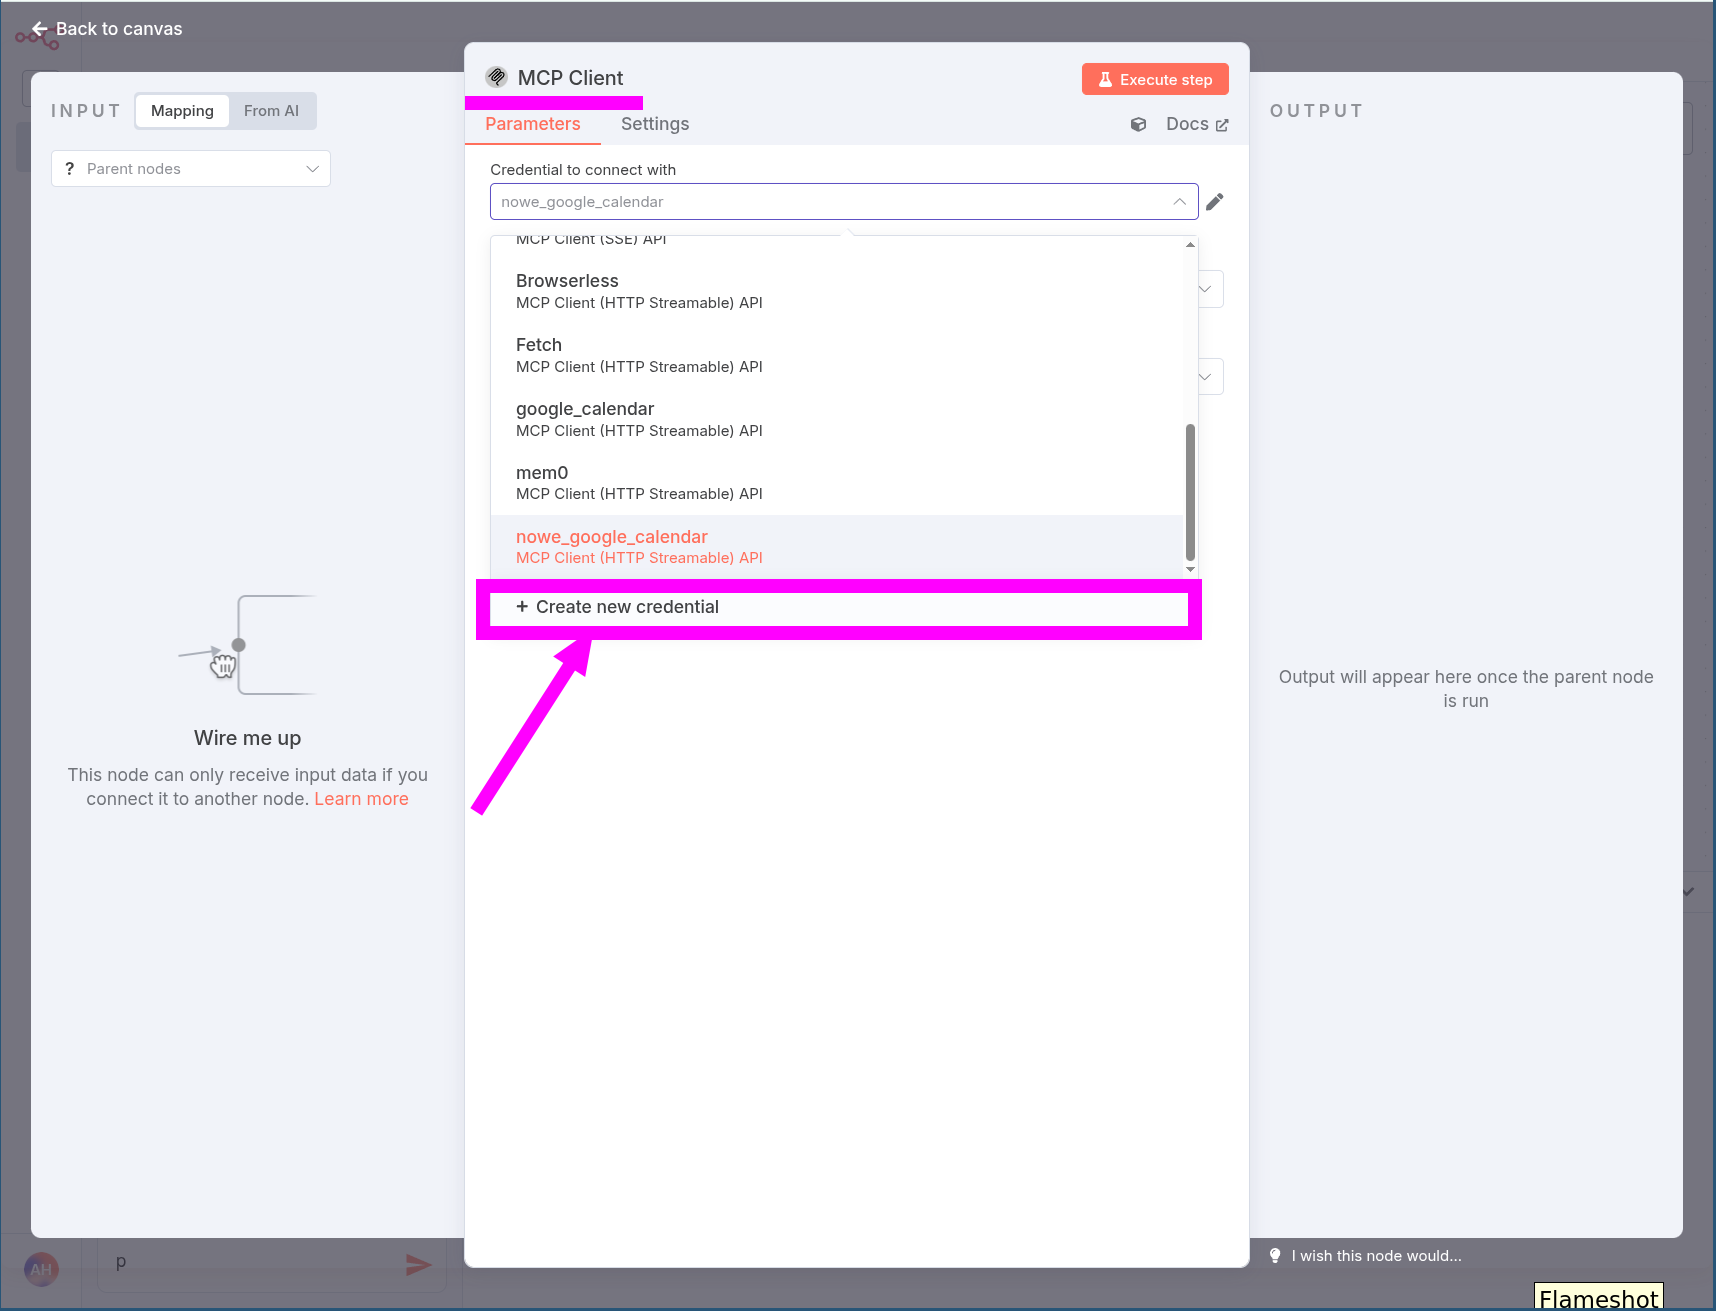 Back to canvas
MCP Client
Execute step
INPUT
Mapping
From AI
OUTPUT
Parameters
Settings
Docs
? Parent nodes
Credential to connect with
nowe_google_calendar
MCP Client (SSE) API
Browserless
MCP Client (HTTP Streamable) API
Fetch
MCP Client (HTTP Streamable) API
google_calendar
MCP Client (HTTP Streamable) API
mem0
MCP Client (HTTP Streamable) API
nowe_google_calendar
MCP Client (HTTP Streamable) API
+ Create new credential
Wire me up
This node can only receive input data if you
connect it to another node. Learn more
Output will appear here once the parent node
is run
AH
p
I wish this node would...
Flameshot